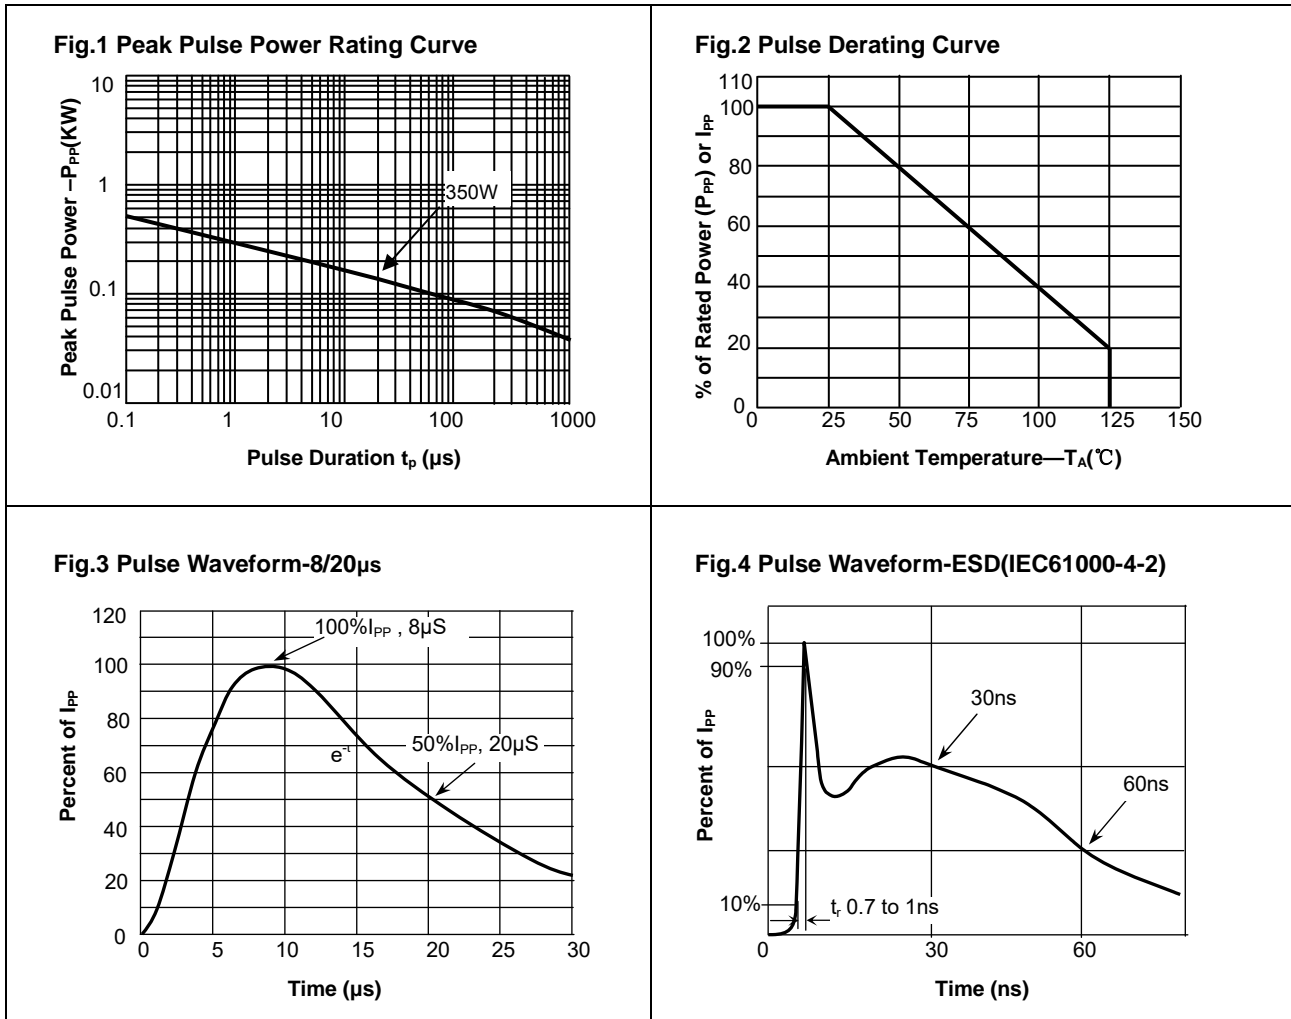 Fig.1 Peak Pulse Power Rating Curve
Peak Pulse Power –PPP(KW)
10
1
0.1
0.01
350W
0.1 1 10 100 1000
Pulse Duration tp (µs)
Fig.2 Pulse Derating Curve
% of Rated Power (PPP) or IPP
110
100
80
60
40
20
0
0 25 50 75 100 125 150
Ambient Temperature—TA(℃)
Fig.3 Pulse Waveform-8/20µs
Percent of IPP
120
100
80
60
40
20
0
100%IPP , 8µS
e-t
50%IPP, 20µS
0 5 10 15 20 25 30
Time (µs)
Fig.4 Pulse Waveform-ESD(IEC61000-4-2)
Percent of IPP
100%
90%
10%
30ns
60ns
tr 0.7 to 1ns
0 30 60
Time (ns)